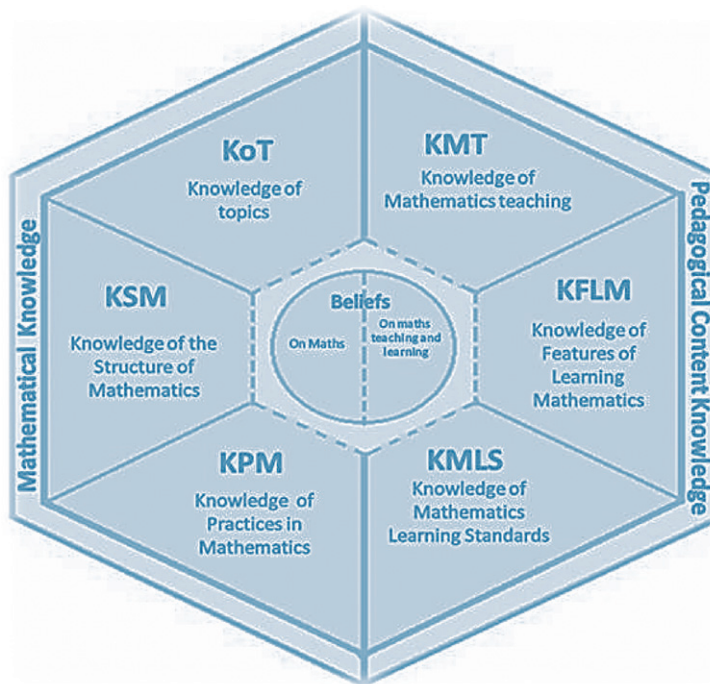 Mathematical Knowledge
KoT
Knowledge of
topics
KMT
Knowledge of
Mathematics teaching
KSM
Knowledge of the
Structure of
Mathematics
Beliefs
On Maths
On maths
teaching and
learning
KFLM
Knowledge of
Features of
Learning
Mathematics
KPM
Knowledge of
Practices in
Mathematics
KMLS
Knowledge of
Mathematics
Learning Standards
Pedagogical Content Knowledge